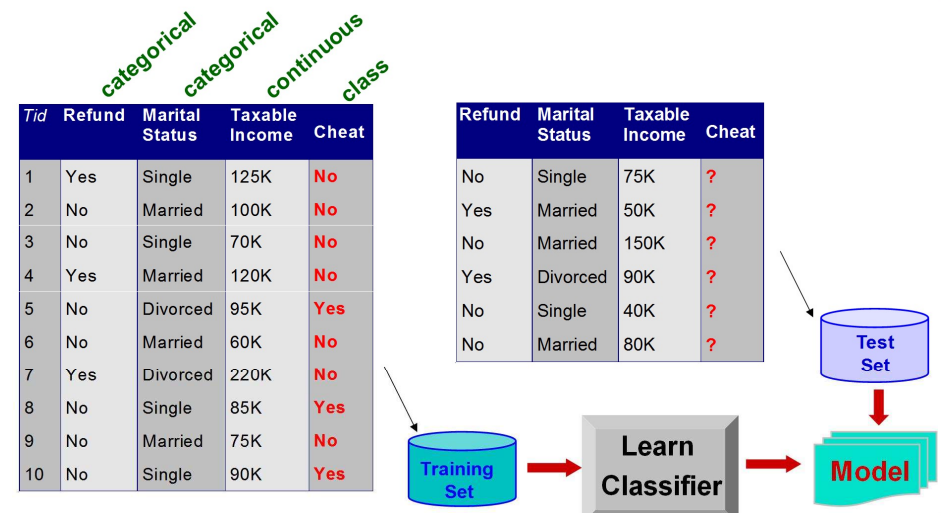 categorical
categorical
continuous
class
Tid Refund Marital Status Taxable Income Cheat
1 Yes Single 125K No
2 No Married 100K No
3 No Single 70K No
4 Yes Married 120K No
5 No Divorced 95K Yes
6 No Married 60K No
7 Yes Divorced 220K No
8 No Single 85K Yes
9 No Married 75K No
10 No Single 90K Yes
Refund Marital Status Taxable Income Cheat
No Single 75K ?
Yes Married 50K ?
No Married 150K ?
Yes Divorced 90K ?
No Single 40K ?
No Married 80K ?
Test
Set
Training
Set
Learn
Classifier
Model